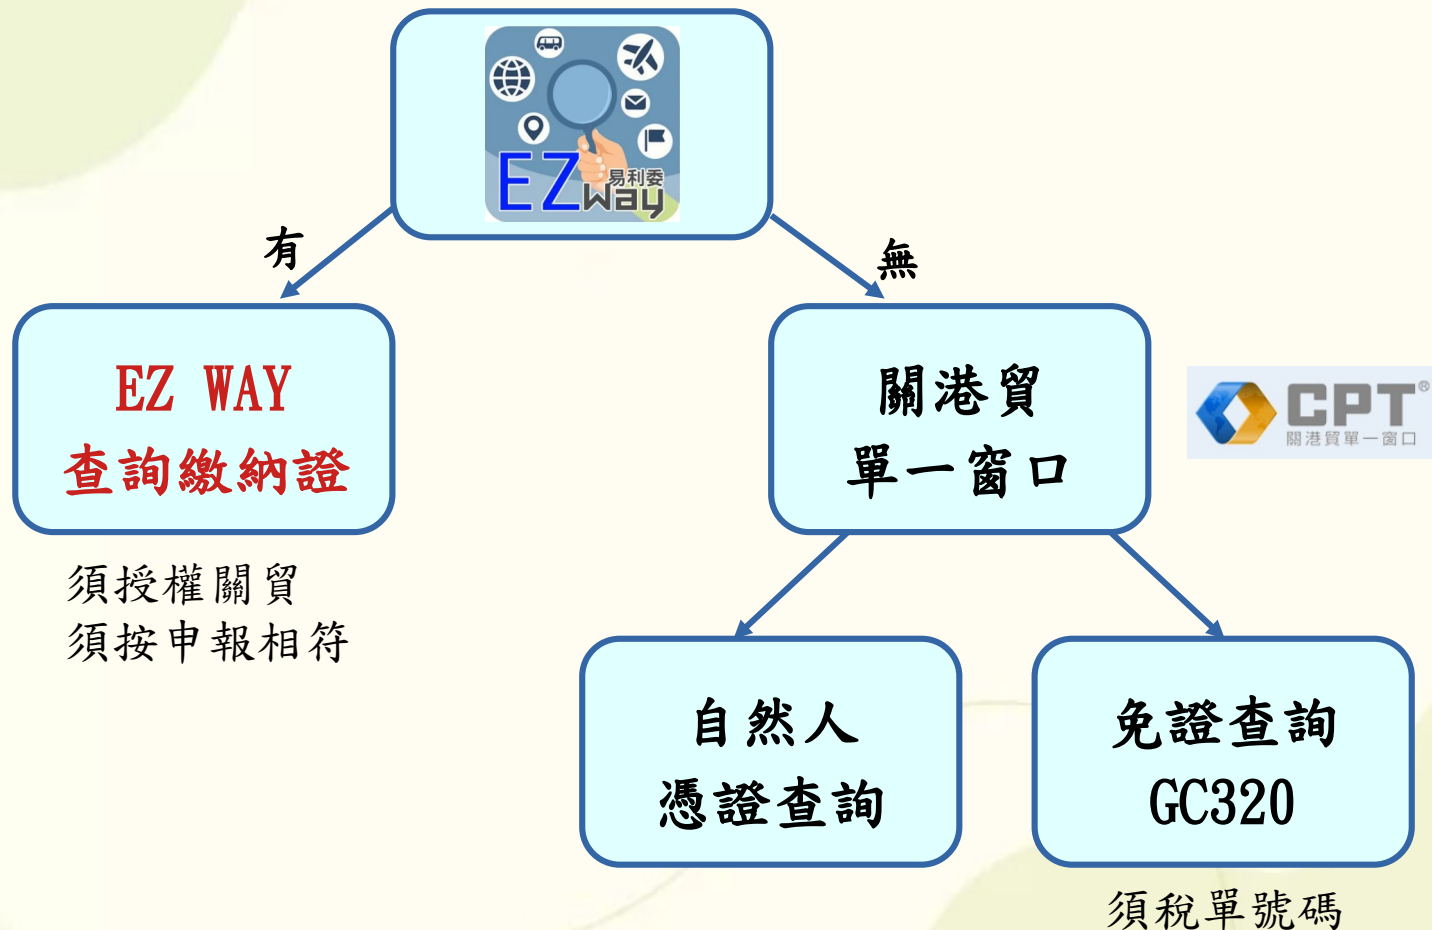 EZ Way
易利委
有
無
EZ WAY
查詢繳納證
須授權關貿
須按申報相符
關港貿
單一窗口
CPT®
關港貿單一窗口
自然人
憑證查詢
免證查詢
GC320
須稅單號碼